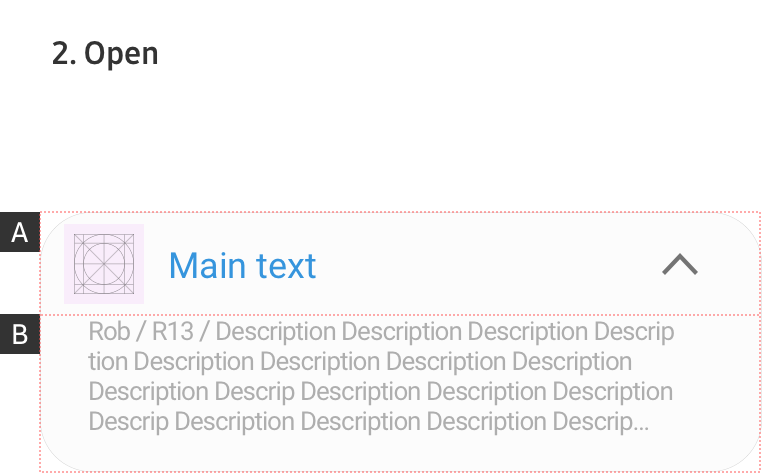 2. Open
A
Main text
B
Rob / R13 / Description Description Description Descrip
tion Description Description Description Description
Description Descrip Description Description Description
Descrip Description Description Description Descrip...